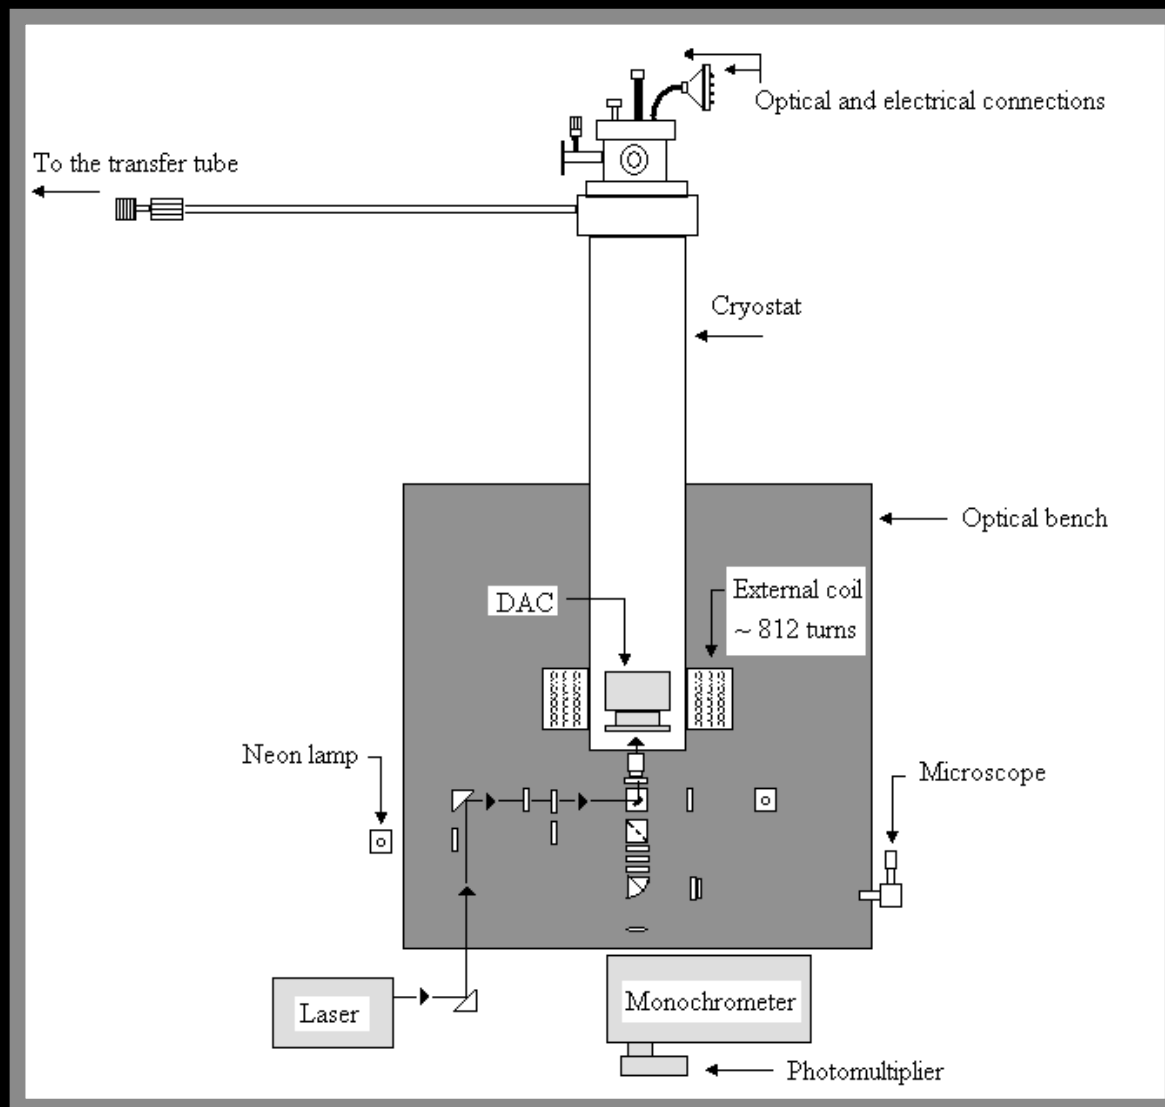 Optical and electrical connections
To the transfer tube
Cryostat
Optical bench
DAC
External coil
~ 812 turns
Neon lamp
Microscope
Laser
Monochrometer
Photomultiplier